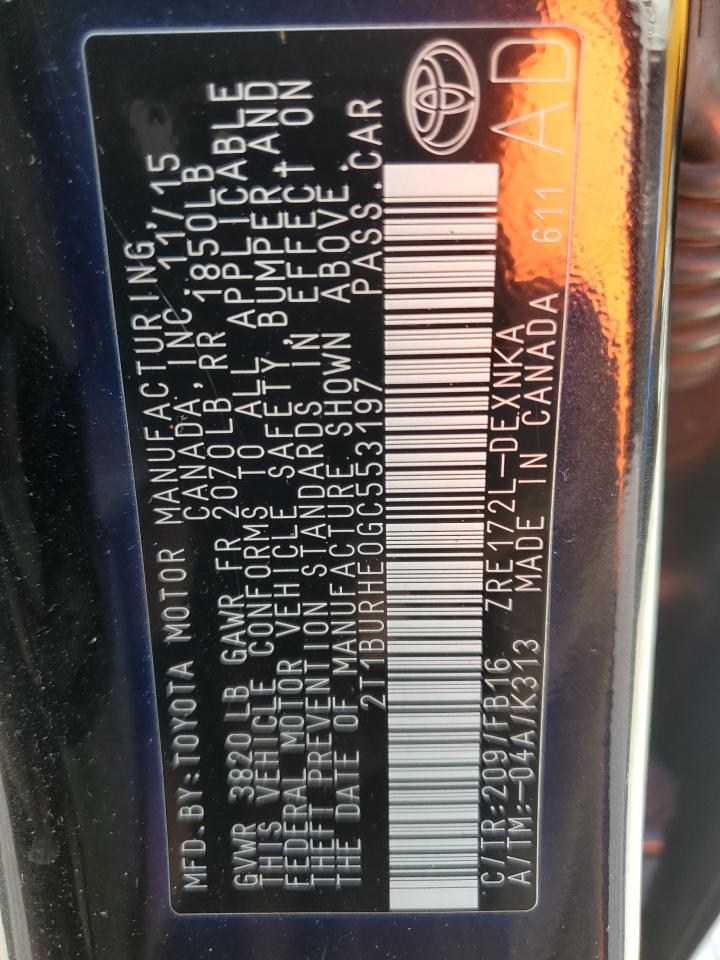 MFD.BY:TOYOTA MOTOR MANUFACTURING,
CANADA, INC. 11/15
GVWR 3820 LB GAWR FR 2070LB RR 1850LB
THIS VEHICLE CONFORMS TO ALL APPLICABLE
FEDERAL MOTOR VEHICLE SAFETY, BUMPER, AND
THEFT PREVENTION STANDARDS IN EFFECT ON
THE DATE OF MANUFACTURE SHOWN ABOVE.
2T1BURHE0GC553197 PASS.CAR
C/TR:209/FB16 ZRE172L-DEXNKA
A/TM:-04A/K313 MADE IN CANADA
611 AD